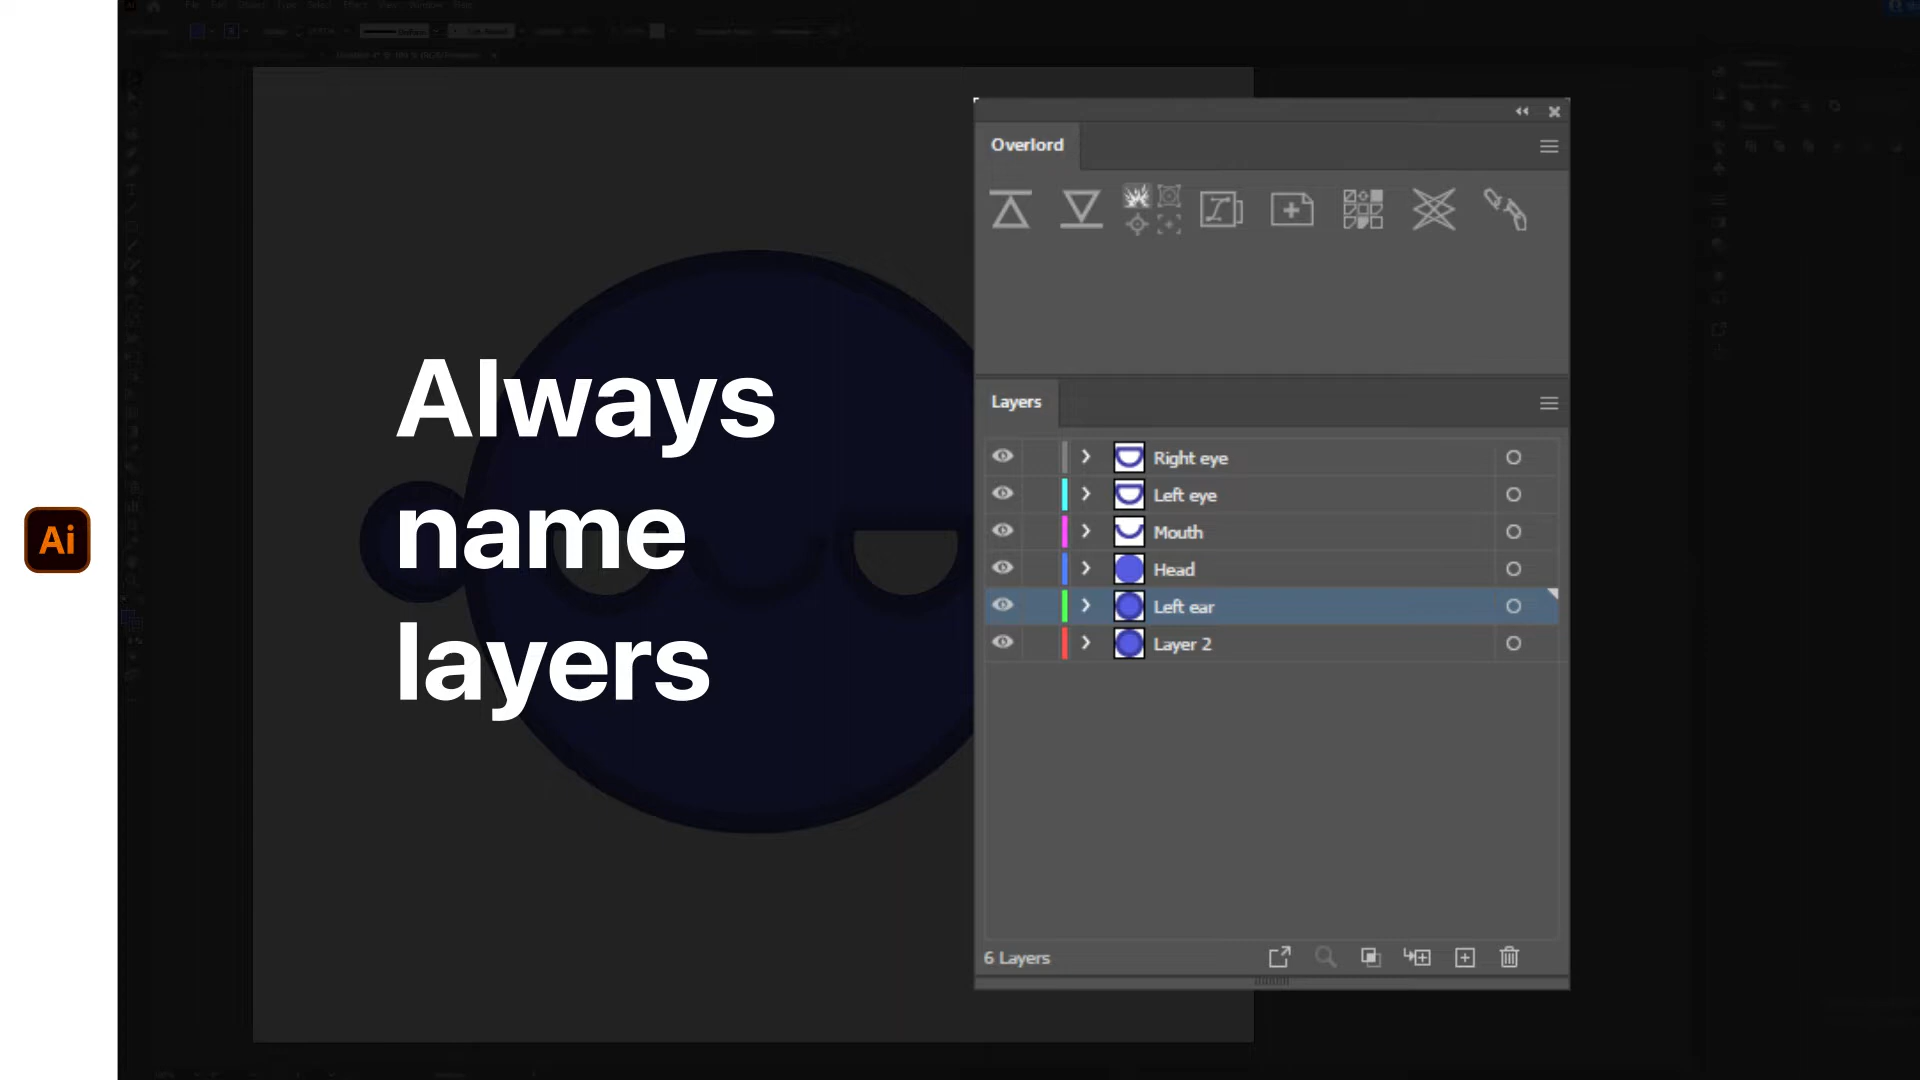 Overlord
Always
name
layers
Ai
Layers
Right eye
Left eye
Mouth
Head
Left ear
Layer 2
6 Layers